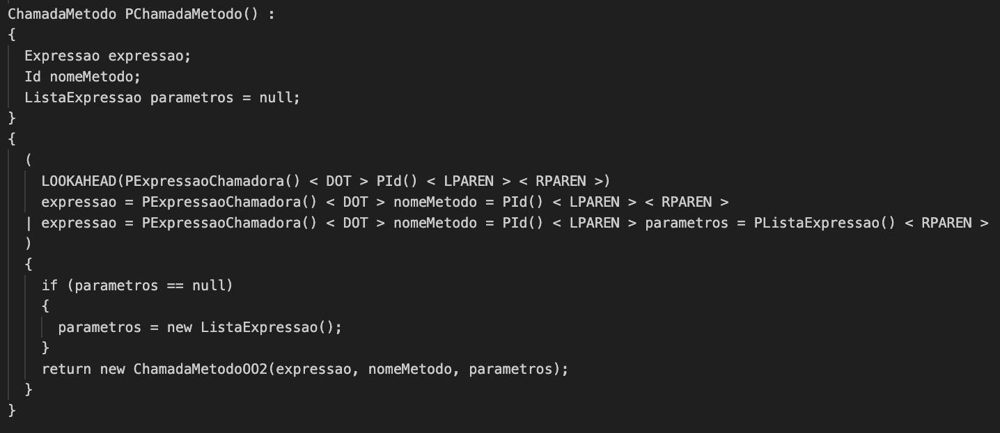 ChamadaMetodo PChamadaMetodo() :
{
  Expressao expressao;
  Id nomeMetodo;
  ListaExpressao parametros = null;
}
{
  (
    LOOKAHEAD(PExpressaoChamadora() < DOT > PId() < LPAREN > < RPAREN >)
    expressao = PExpressaoChamadora() < DOT > nomeMetodo = PId() < LPAREN > < RPAREN >
  | expressao = PExpressaoChamadora() < DOT > nomeMetodo = PId() < LPAREN > parametros = PListaExpressao() < RPAREN >
  )
  {
    if (parametros == null)
    {
      parametros = new ListaExpressao();
    }
    return new ChamadaMetodoOO2(expressao, nomeMetodo, parametros);
  }
}